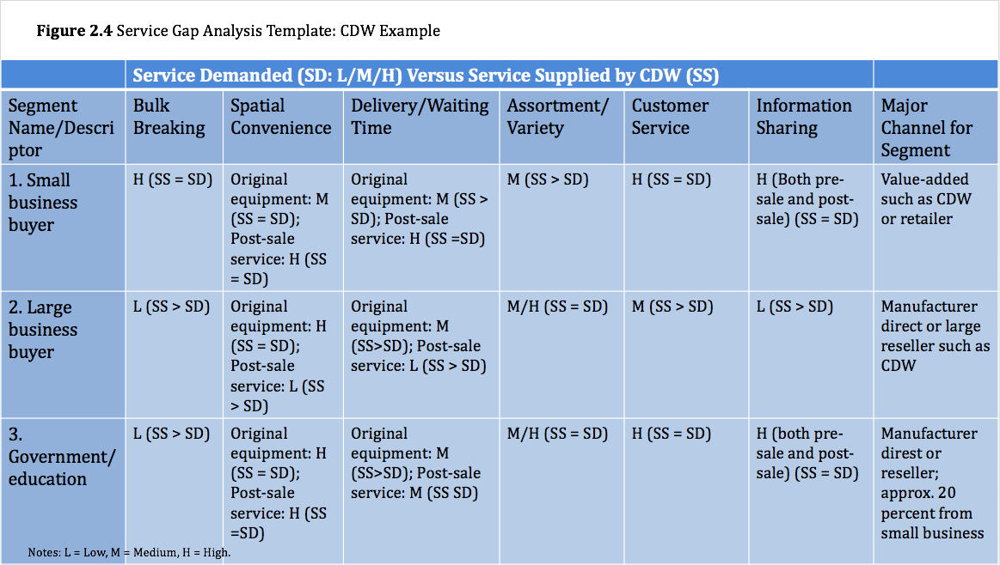 Figure 2.4 Service Gap Analysis Template: CDW Example
Service Demanded (SD: L/M/H) Versus Service Supplied by CDW (SS)
Segment
Name/Descri
ptor
Bulk
Breaking
Spatial
Convenience
Delivery/Waiting
Time
Assortment/
Variety
Customer
Service
Information
Sharing
Major
Channel for
Segment
1. Small
business
buyer
H (SS = SD)
Original
equipment: M
(SS = SD);
Post-sale
service: H (SS
= SD)
Original
equipment: M (SS >
SD); Post-sale
service: H (SS =SD)
M (SS > SD)
H (SS = SD)
H (Both pre-
sale and post-
sale) (SS = SD)
Value-added
such as CDW
or retailer
2. Large
business
buyer
L (SS > SD)
Original
equipment: H
(SS = SD);
Post-sale
service: L (SS
> SD)
Original
equipment: M
(SS>SD); Post-sale
service: L (SS > SD)
M/H (SS = SD)
M (SS > SD)
L (SS > SD)
Manufacturer
direct or large
reseller such as
CDW
3.
Government/
education
L (SS > SD)
Original
equipment: H
(SS = SD);
Post-sale
service: H (SS
=SD)
Original
equipment: M
(SS>SD); Post-sale
service: M (SS SD)
M/H (SS = SD)
H (SS = SD)
H (both pre-
sale and post-
sale) (SS = SD)
Manufacturer
direst or
reseller;
approx. 20
percent from
small business
Notes: L = Low, M = Medium, H = High.